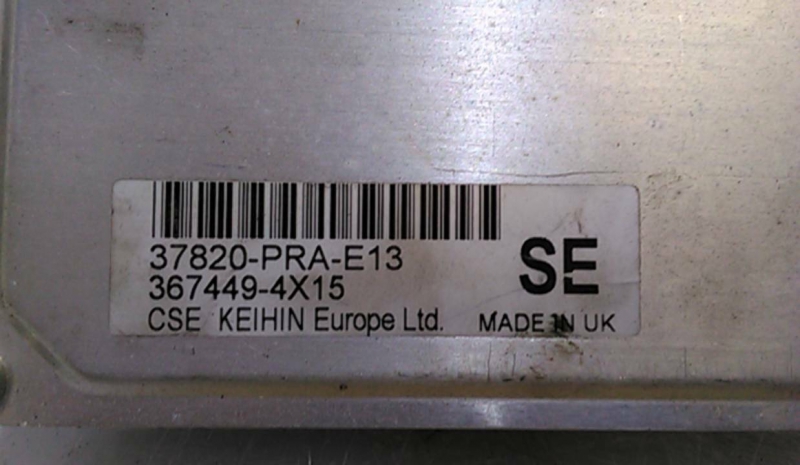 37820-PRA-E13
367449-4X15
CSE KEIHIN Europe Ltd.
SE
MADE IN UK